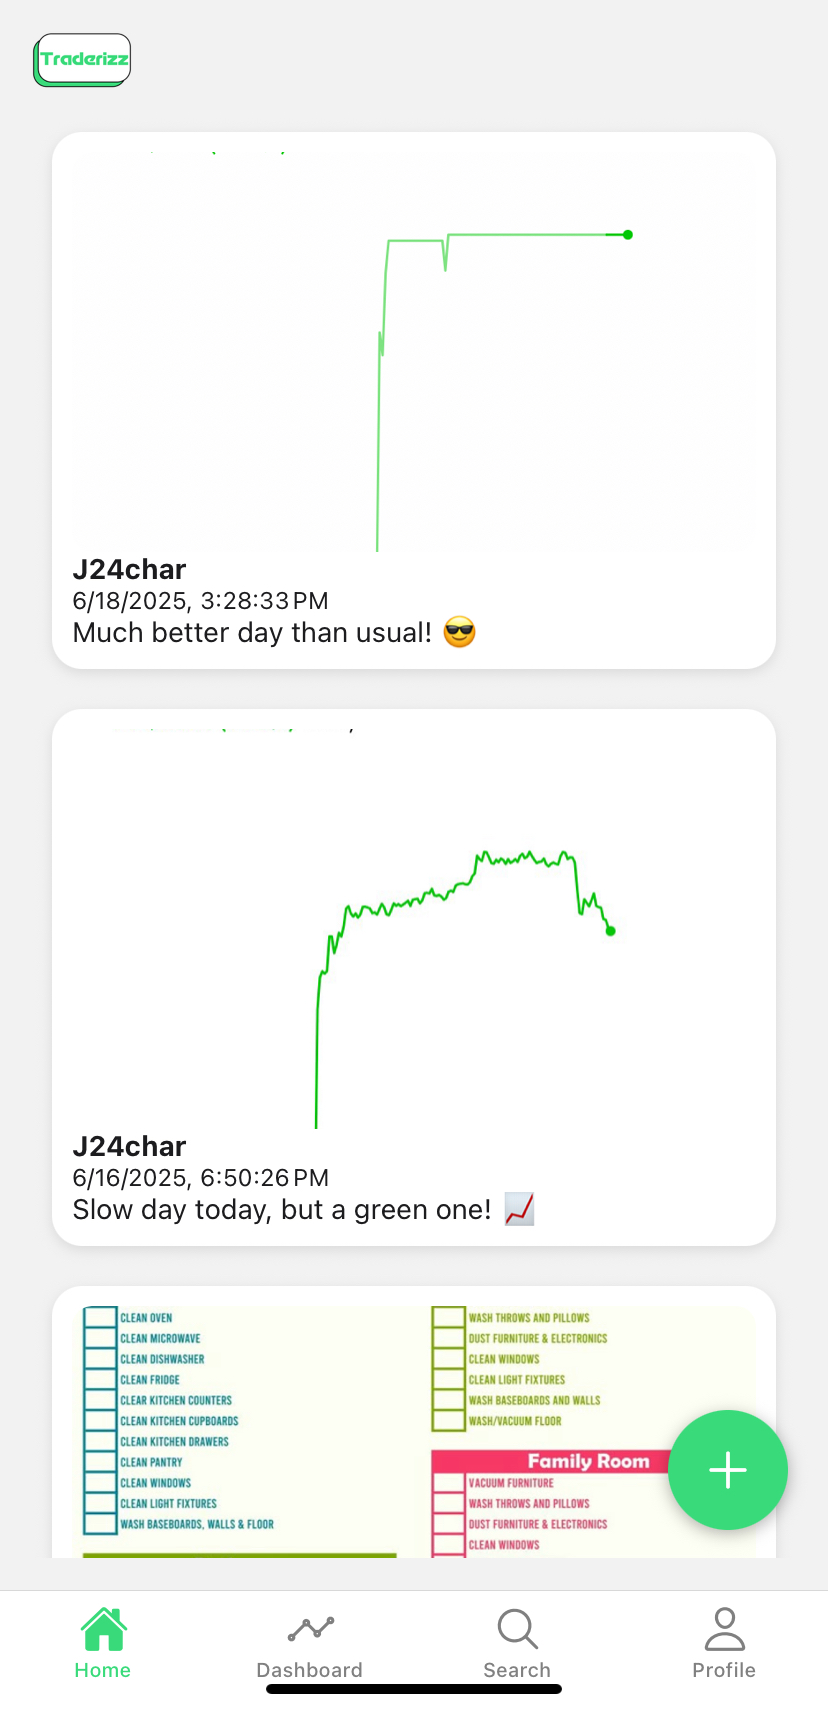 Traderizz
J24char
6/18/2025, 3:28:33 PM
Much better day than usual! 😎
J24char
6/16/2025, 6:50:26 PM
Slow day today, but a green one! 📈
CLEAN OVEN
CLEAN MICROWAVE
CLEAN DISHWASHER
CLEAN FRIDGE
CLEAR KITCHEN COUNTERS
CLEAN KITCHEN CUPBOARDS
CLEAN KITCHEN DRAWERS
CLEAN PANTRY
CLEAN WINDOWS
CLEAN LIGHT FIXTURES
WASH BASEBOARDS, WALLS & FLOOR
WASH THROWS AND PILLOWS
DUST FURNITURE & ELECTRONICS
CLEAN WINDOWS
CLEAN LIGHT FIXTURES
WASH BASEBOARDS AND WALLS
WASH/VACUUM FLOOR
Family Room
VACUUM FURNITURE
WASH THROWS AND PILLOWS
DUST FURNITURE & ELECTRONICS
CLEAN WINDOWS
Home
Dashboard
Search
Profile